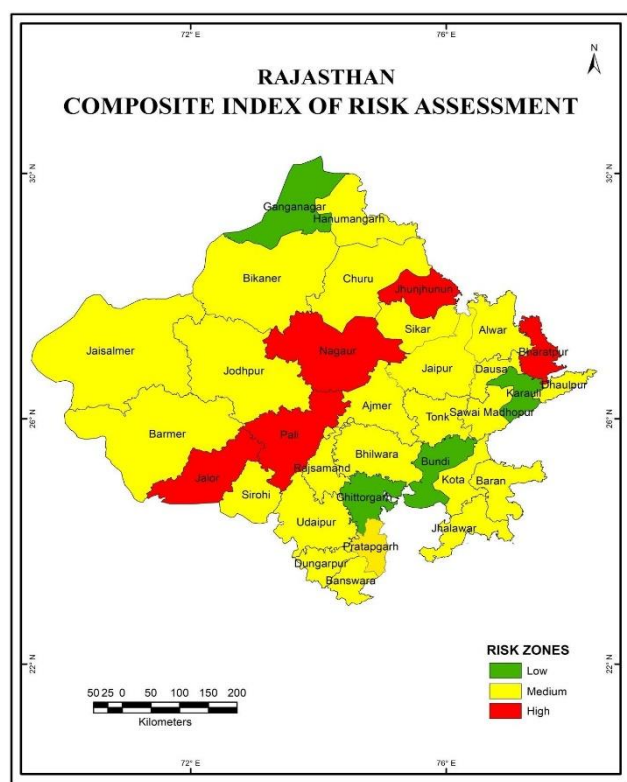 72° E
76° E
N
RAJASTHAN
COMPOSITE INDEX OF RISK ASSESSMENT
30° N
30° N
Ganganagar
Hanumangarh
Bikaner
Churu
Jhunjhunun
Sikar
Alwar
Jaisalmer
Jodhpur
Nagaur
Jaipur
Bharatpur
Dausa
Karauli
Dhaulpur
26° N
26° N
Ajmer
Tonk
Sawai Madhopur
Barmer
Pali
Bhilwara
Bundi
Rajsamand
Jalor
Sirohi
Chittorgarh
Kota
Baran
Udaipur
Jhalawar
Pratapgarh
Dungarpur
Banswara
22° N
22° N
RISK ZONES
Low
Medium
High
50 25 0 50 100 150 200
Kilometers
72° E
76° E